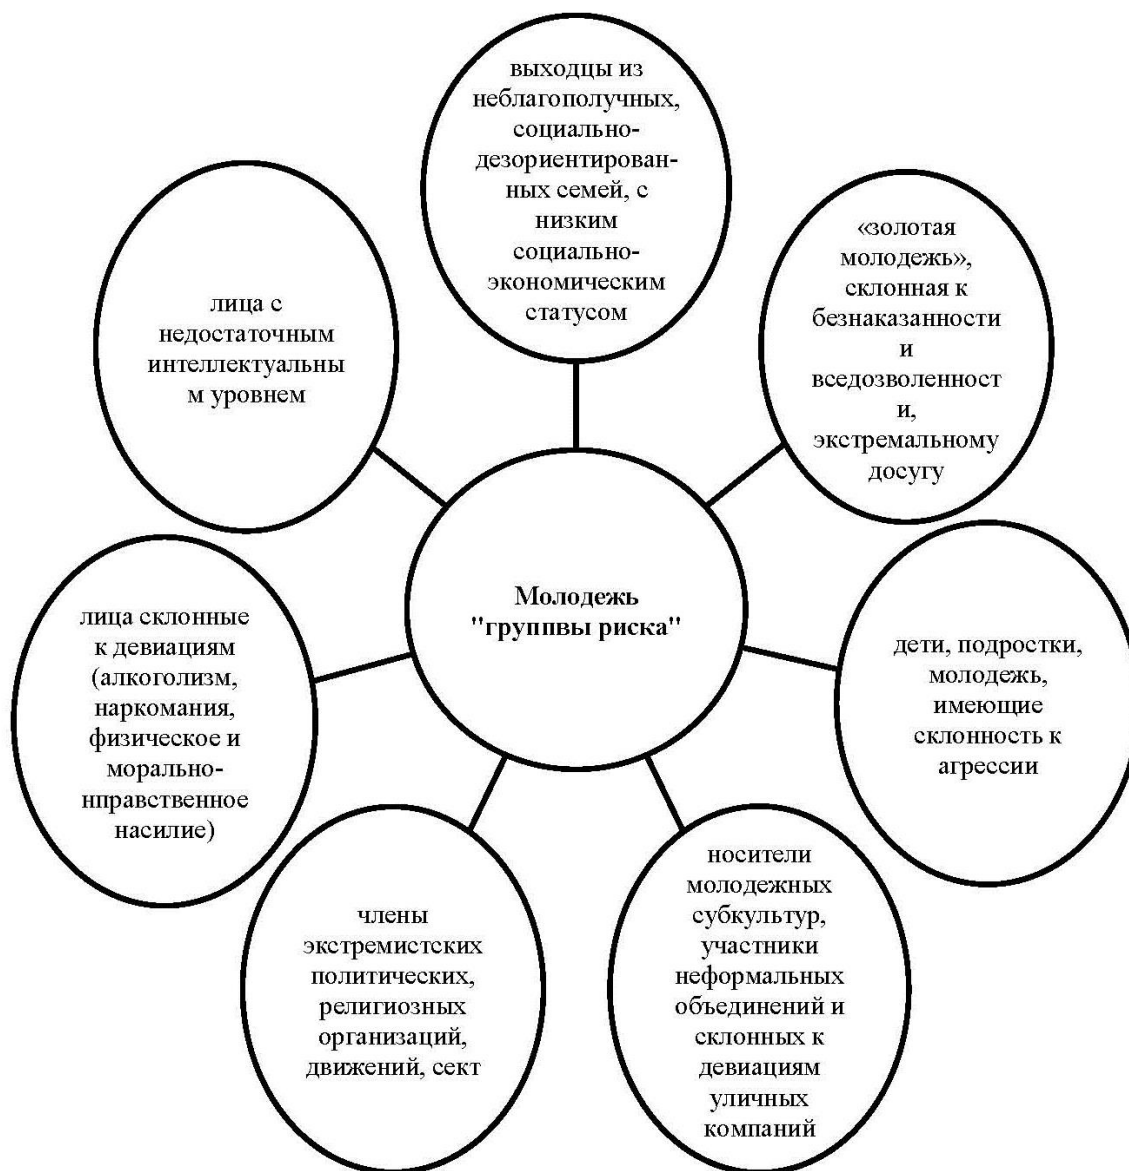 выходцы из
неблагополучных,
социально-
дезориентирован-
ных семей, с
низким
социально-
экономическим
статусом
«золотая
молодежь»,
склонная к
безнаказанности
и
вседозволенност
и,
экстремальному
досугу
дети, подростки,
молодежь,
имеющие
склонность к
агрессии
носители
молодежных
субкультур,
участники
неформальных
объединений и
склонных к
девиациям
уличных
компаний
члены
экстремистских
политических,
религиозных
организаций,
движений, сект
лица склонные
к девиациям
(алкоголизм,
наркомания,
физическое и
морально-
нправственное
насилие)
лица с
недостаточным
интеллектуальны
м уровнем
Молодежь
"группвы риска"